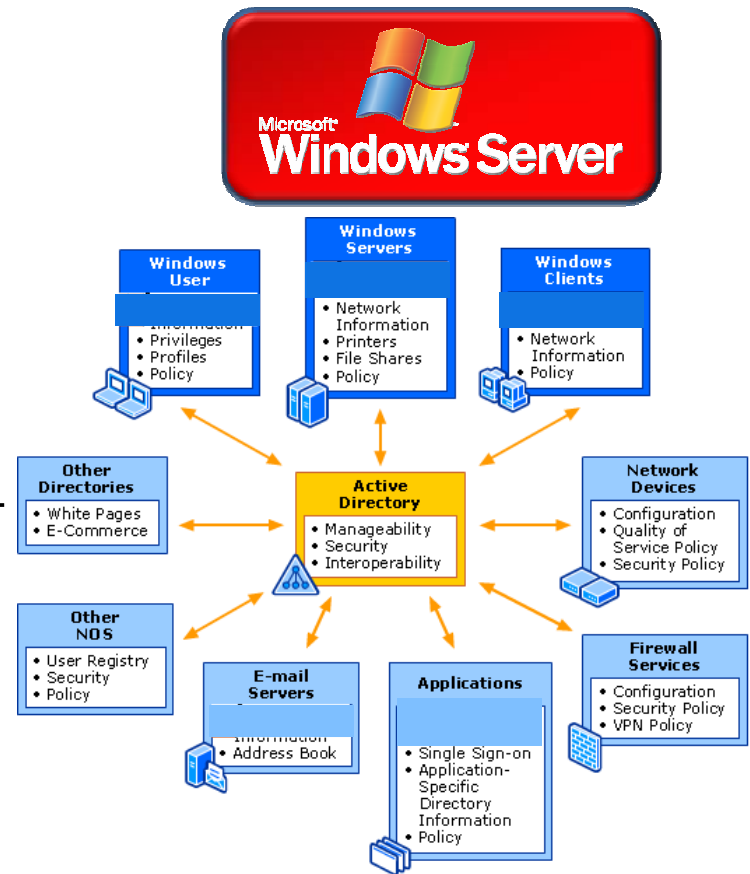 Microsoft
Windows Server
Windows
Servers
• Network
Information
• Printers
• File Shares
• Policy
Windows
User
Information
• Privileges
• Profiles
• Policy
Windows
Clients
• Network
Information
• Policy
Other
Directories
• White Pages
• E-Commerce
Active
Directory
• Manageability
• Security
• Interoperability
Network
Devices
• Configuration
• Quality of
Service Policy
• Security Policy
Other
NOS
• User Registry
• Security
• Policy
E-mail
Servers
Information
• Address Book
Applications
• Single Sign-on
• Application-
Specific
Directory
Information
• Policy
Firewall
Services
• Configuration
• Security Policy
• VPN Policy